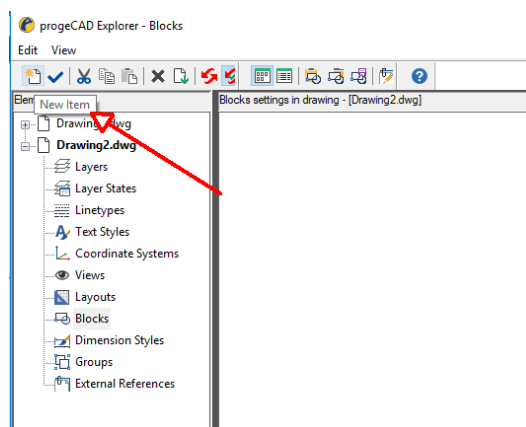 progeCAD Explorer - Blocks
Edit View
New Item
Blocks settings in drawing - [Drawing2.dwg]
Drawing2.dwg
Layers
Layer States
Linetypes
Text Styles
Coordinate Systems
Views
Layouts
Blocks
Dimension Styles
Groups
External References